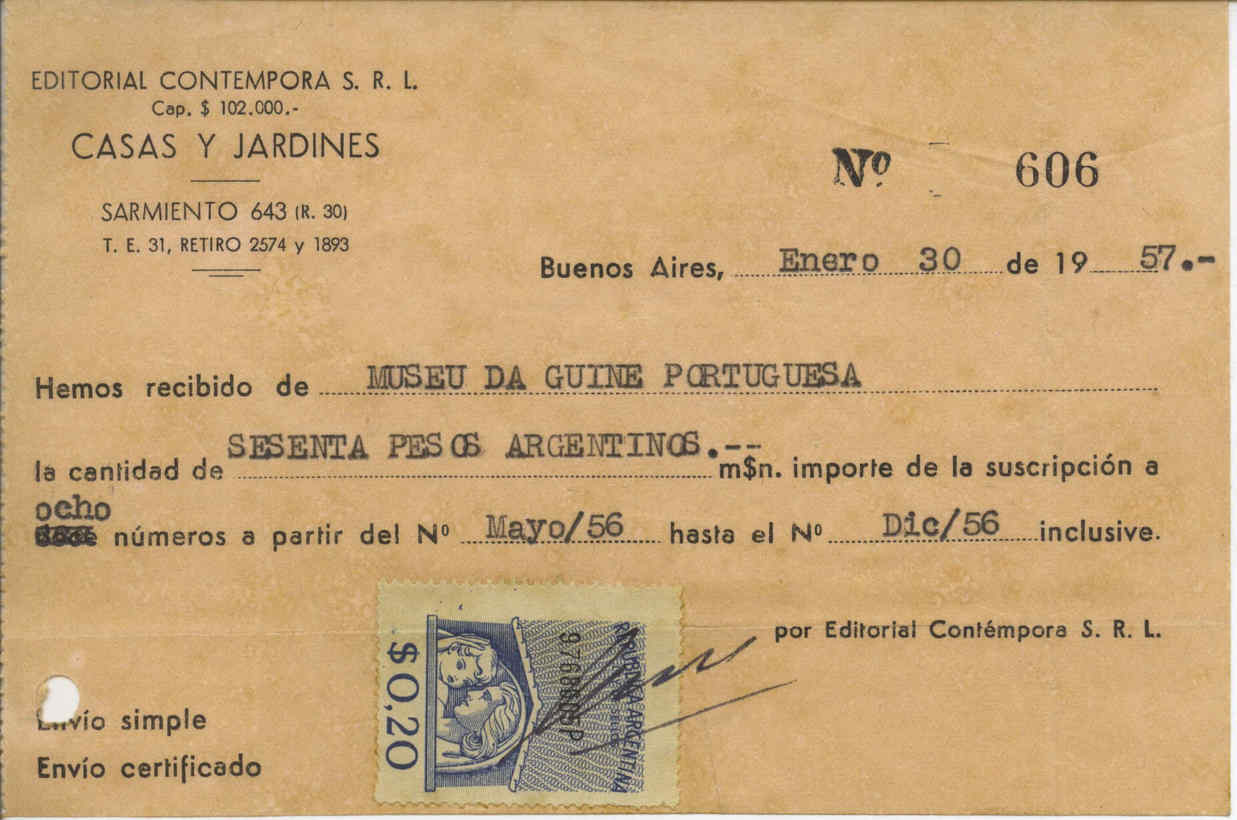 EDITORIAL CONTEMPORA S. R. L.
Cap. $ 102.000.-
CASAS Y JARDINES
SARMIENTO 643 (R. 30)
T. E. 31, RETIRO 2574 y 1893
Nº 606
Buenos Aires, Enero 30 de 19 57.-
Hemos recibido de MUSEU DA GUINE PORTUGUESA
la cantidad de SESENTA PESOS ARGENTINOS.-- m$n. importe de la suscripción a
ocho
números a partir del Nº Mayo/56 hasta el Nº Dic/56 inclusive.
por Editorial Contémpora S. R. L.
$0,20
REPUBLICA ARGENTINA
Envío simple
Envío certificado